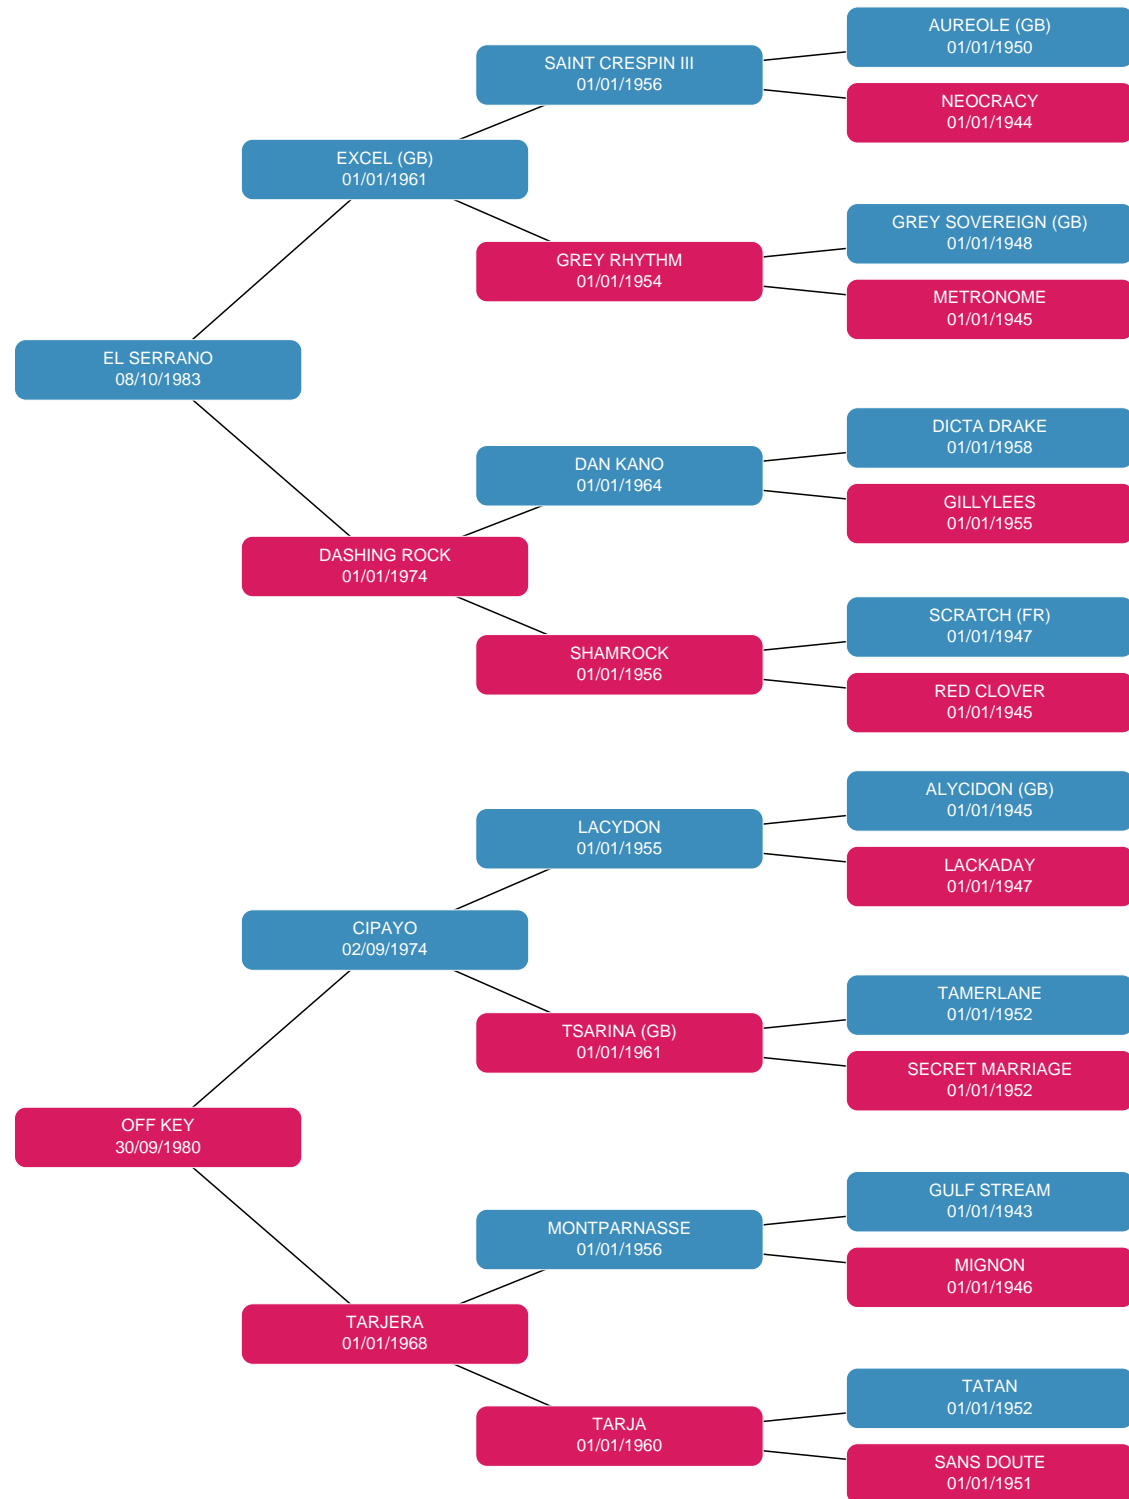 AUREOLE (GB)
01/01/1950
SAINT CRESPIN III
01/01/1956
NEOCRACY
01/01/1944
EXCEL (GB)
01/01/1961
GREY SOVEREIGN (GB)
01/01/1948
GREY RHYTHM
01/01/1954
METRONOME
01/01/1945
EL SERRANO
08/10/1983
DICTA DRAKE
01/01/1958
DAN KANO
01/01/1964
GILLYLEES
01/01/1955
DASHING ROCK
01/01/1974
SCRATCH (FR)
01/01/1947
SHAMROCK
01/01/1956
RED CLOVER
01/01/1945
ALYCIDON (GB)
01/01/1945
LACYDON
01/01/1955
LACKADAY
01/01/1947
CIPAYO
02/09/1974
TAMERLANE
01/01/1952
TSARINA (GB)
01/01/1961
SECRET MARRIAGE
01/01/1952
OFF KEY
30/09/1980
GULF STREAM
01/01/1943
MONTPARNASSE
01/01/1956
MIGNON
01/01/1946
TARJERA
01/01/1968
TATAN
01/01/1952
TARJA
01/01/1960
SANS DOUTE
01/01/1951